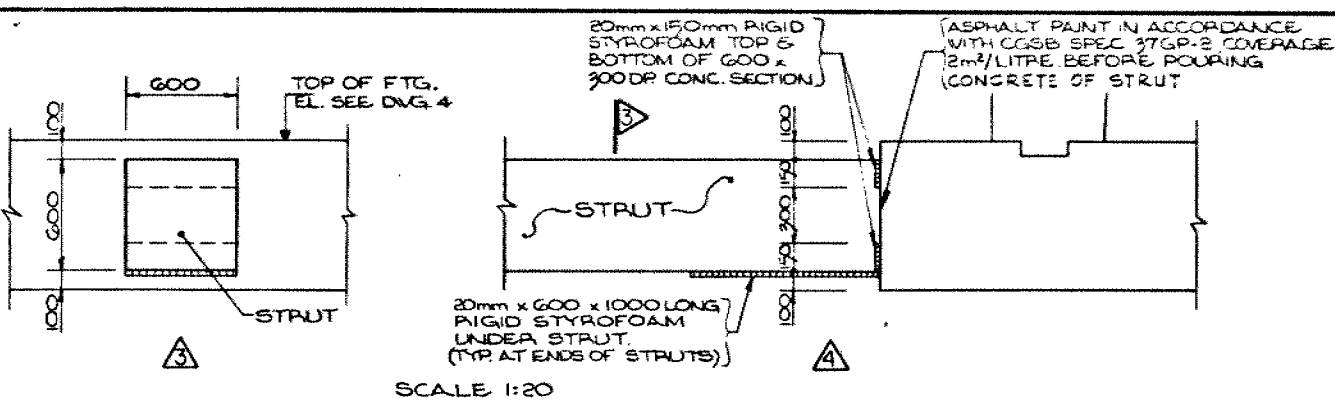 600
TOP OF FTG.
EL. SEE DWG. 4
100
600
100
STRUT
3
20mm x 150mm RIGID
STYROFOAM TOP &
BOTTOM OF 600 x
300 DP. CONC. SECTION
3
ASPHALT PAINT IN ACCORDANCE
WITH CGSB SPEC 37GP-2 COVERAGE
2m²/LITRE BEFORE POURING
CONCRETE OF STRUT
100
150
300
150
100
STRUT
20mm x 600 x 1000 LONG
RIGID STYROFOAM
UNDER STRUT.
(TYP. AT ENDS OF STRUTS)
4
SCALE 1:20